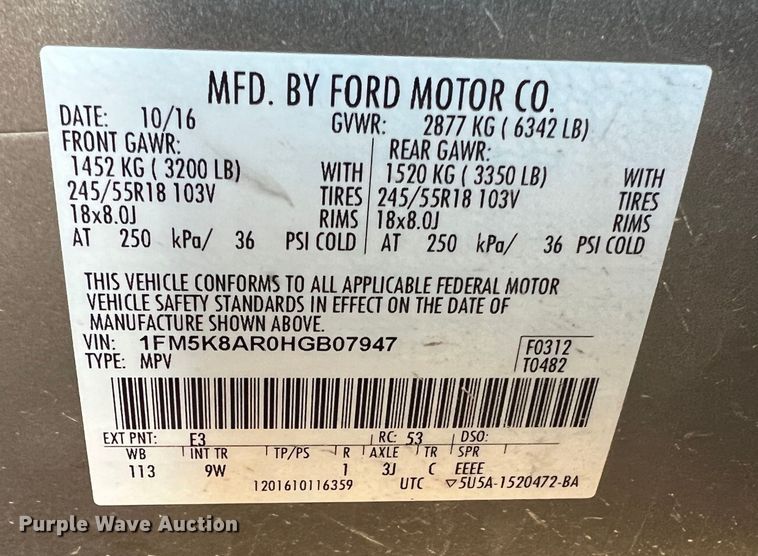 MFD. BY FORD MOTOR CO.
DATE: 10/16 GVWR: 2877 KG ( 6342 LB)
FRONT GAWR: REAR GAWR:
1452 KG ( 3200 LB) WITH 1520 KG ( 3350 LB) WITH
245/55R18 103V TIRES 245/55R18 103V TIRES
18x8.0J RIMS 18x8.0J RIMS
AT 250 kPa/ 36 PSI COLD AT 250 kPa/ 36 PSI COLD
THIS VEHICLE CONFORMS TO ALL APPLICABLE FEDERAL MOTOR
VEHICLE SAFETY STANDARDS IN EFFECT ON THE DATE OF
MANUFACTURE SHOWN ABOVE.
VIN: 1FM5K8AR0HGB07947 F0312
TYPE: MPV T0482
EXT PNT: E3 RC: 53 DSO:
WB INT TR TP/PS R AXLE TR SPR
113 9W 1 3J C EEEE
1201610116359 UTC ▽5U5A-1520472-BA
Purple Wave Auction